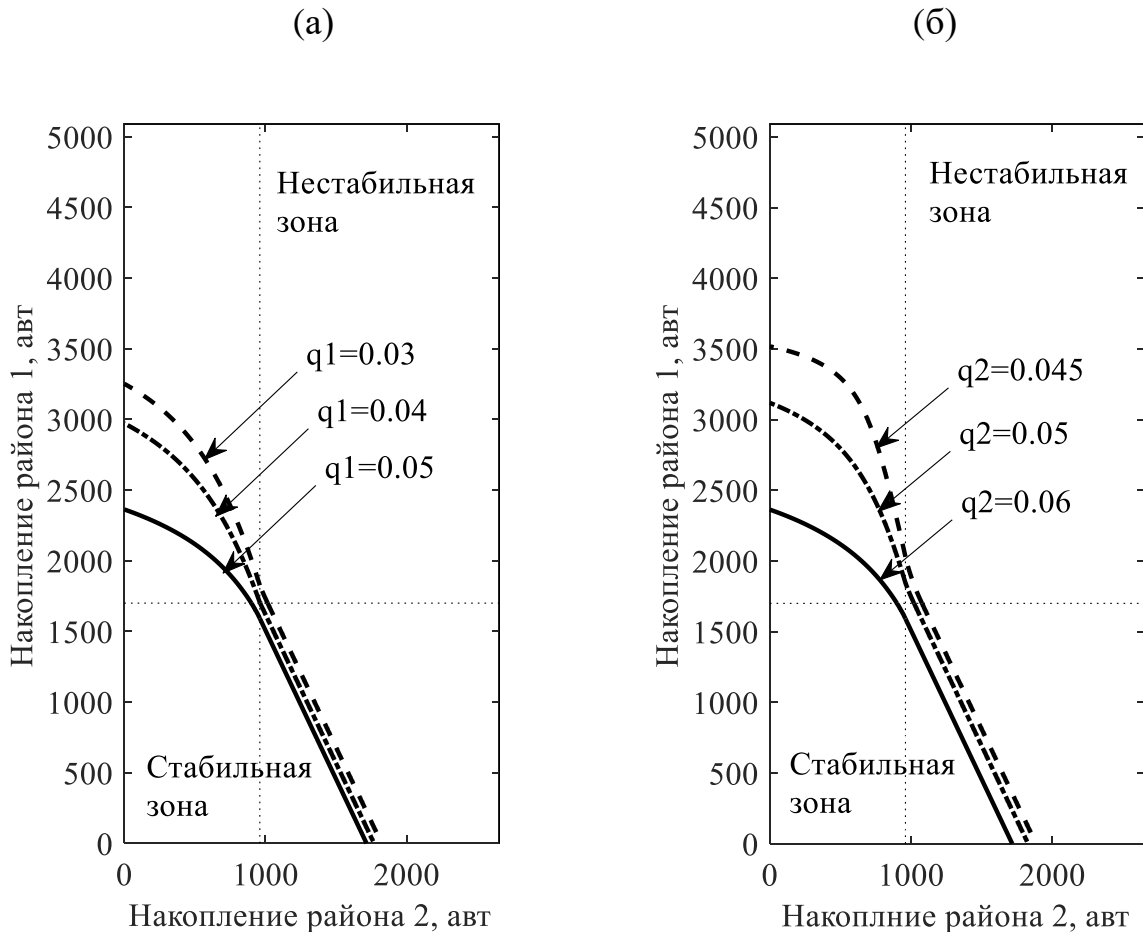 (а)
5000
4500
4000
3500
3000
2500
2000
1500
1000
500
0
Накопление района 1, авт
Нестабильная
зона
q1=0.03
q1=0.04
q1=0.05
Стабильная
зона
0
1000
2000
Накопление района 2, авт
(б)
5000
4500
4000
3500
3000
2500
2000
1500
1000
500
0
Накопление района 1, авт
Нестабильная
зона
q2=0.045
q2=0.05
q2=0.06
Стабильная
зона
0
1000
2000
Накоплние района 2, авт